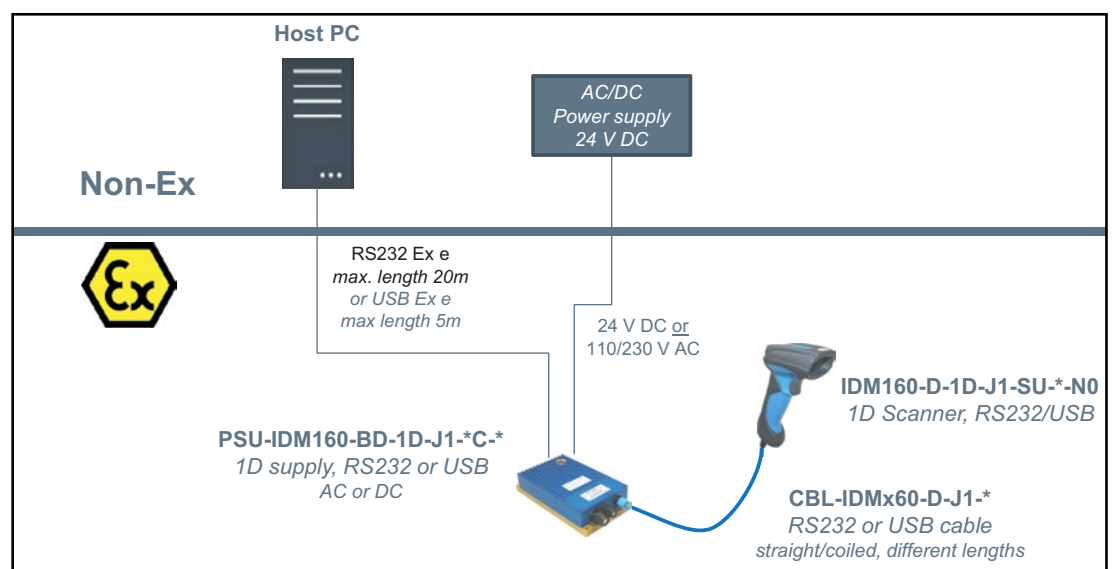 Host PC
AC/DC
Power supply
24 V DC
Non-Ex
Ex
RS232 Ex e
max. length 20m
or USB Ex e
max length 5m
24 V DC or
110/230 V AC
IDM160-D-1D-J1-SU-*-N0
1D Scanner, RS232/USB
PSU-IDM160-BD-1D-J1-*C-*
1D supply, RS232 or USB
AC or DC
CBL-IDMx60-D-J1-*
RS232 or USB cable
straight/coiled, different lengths